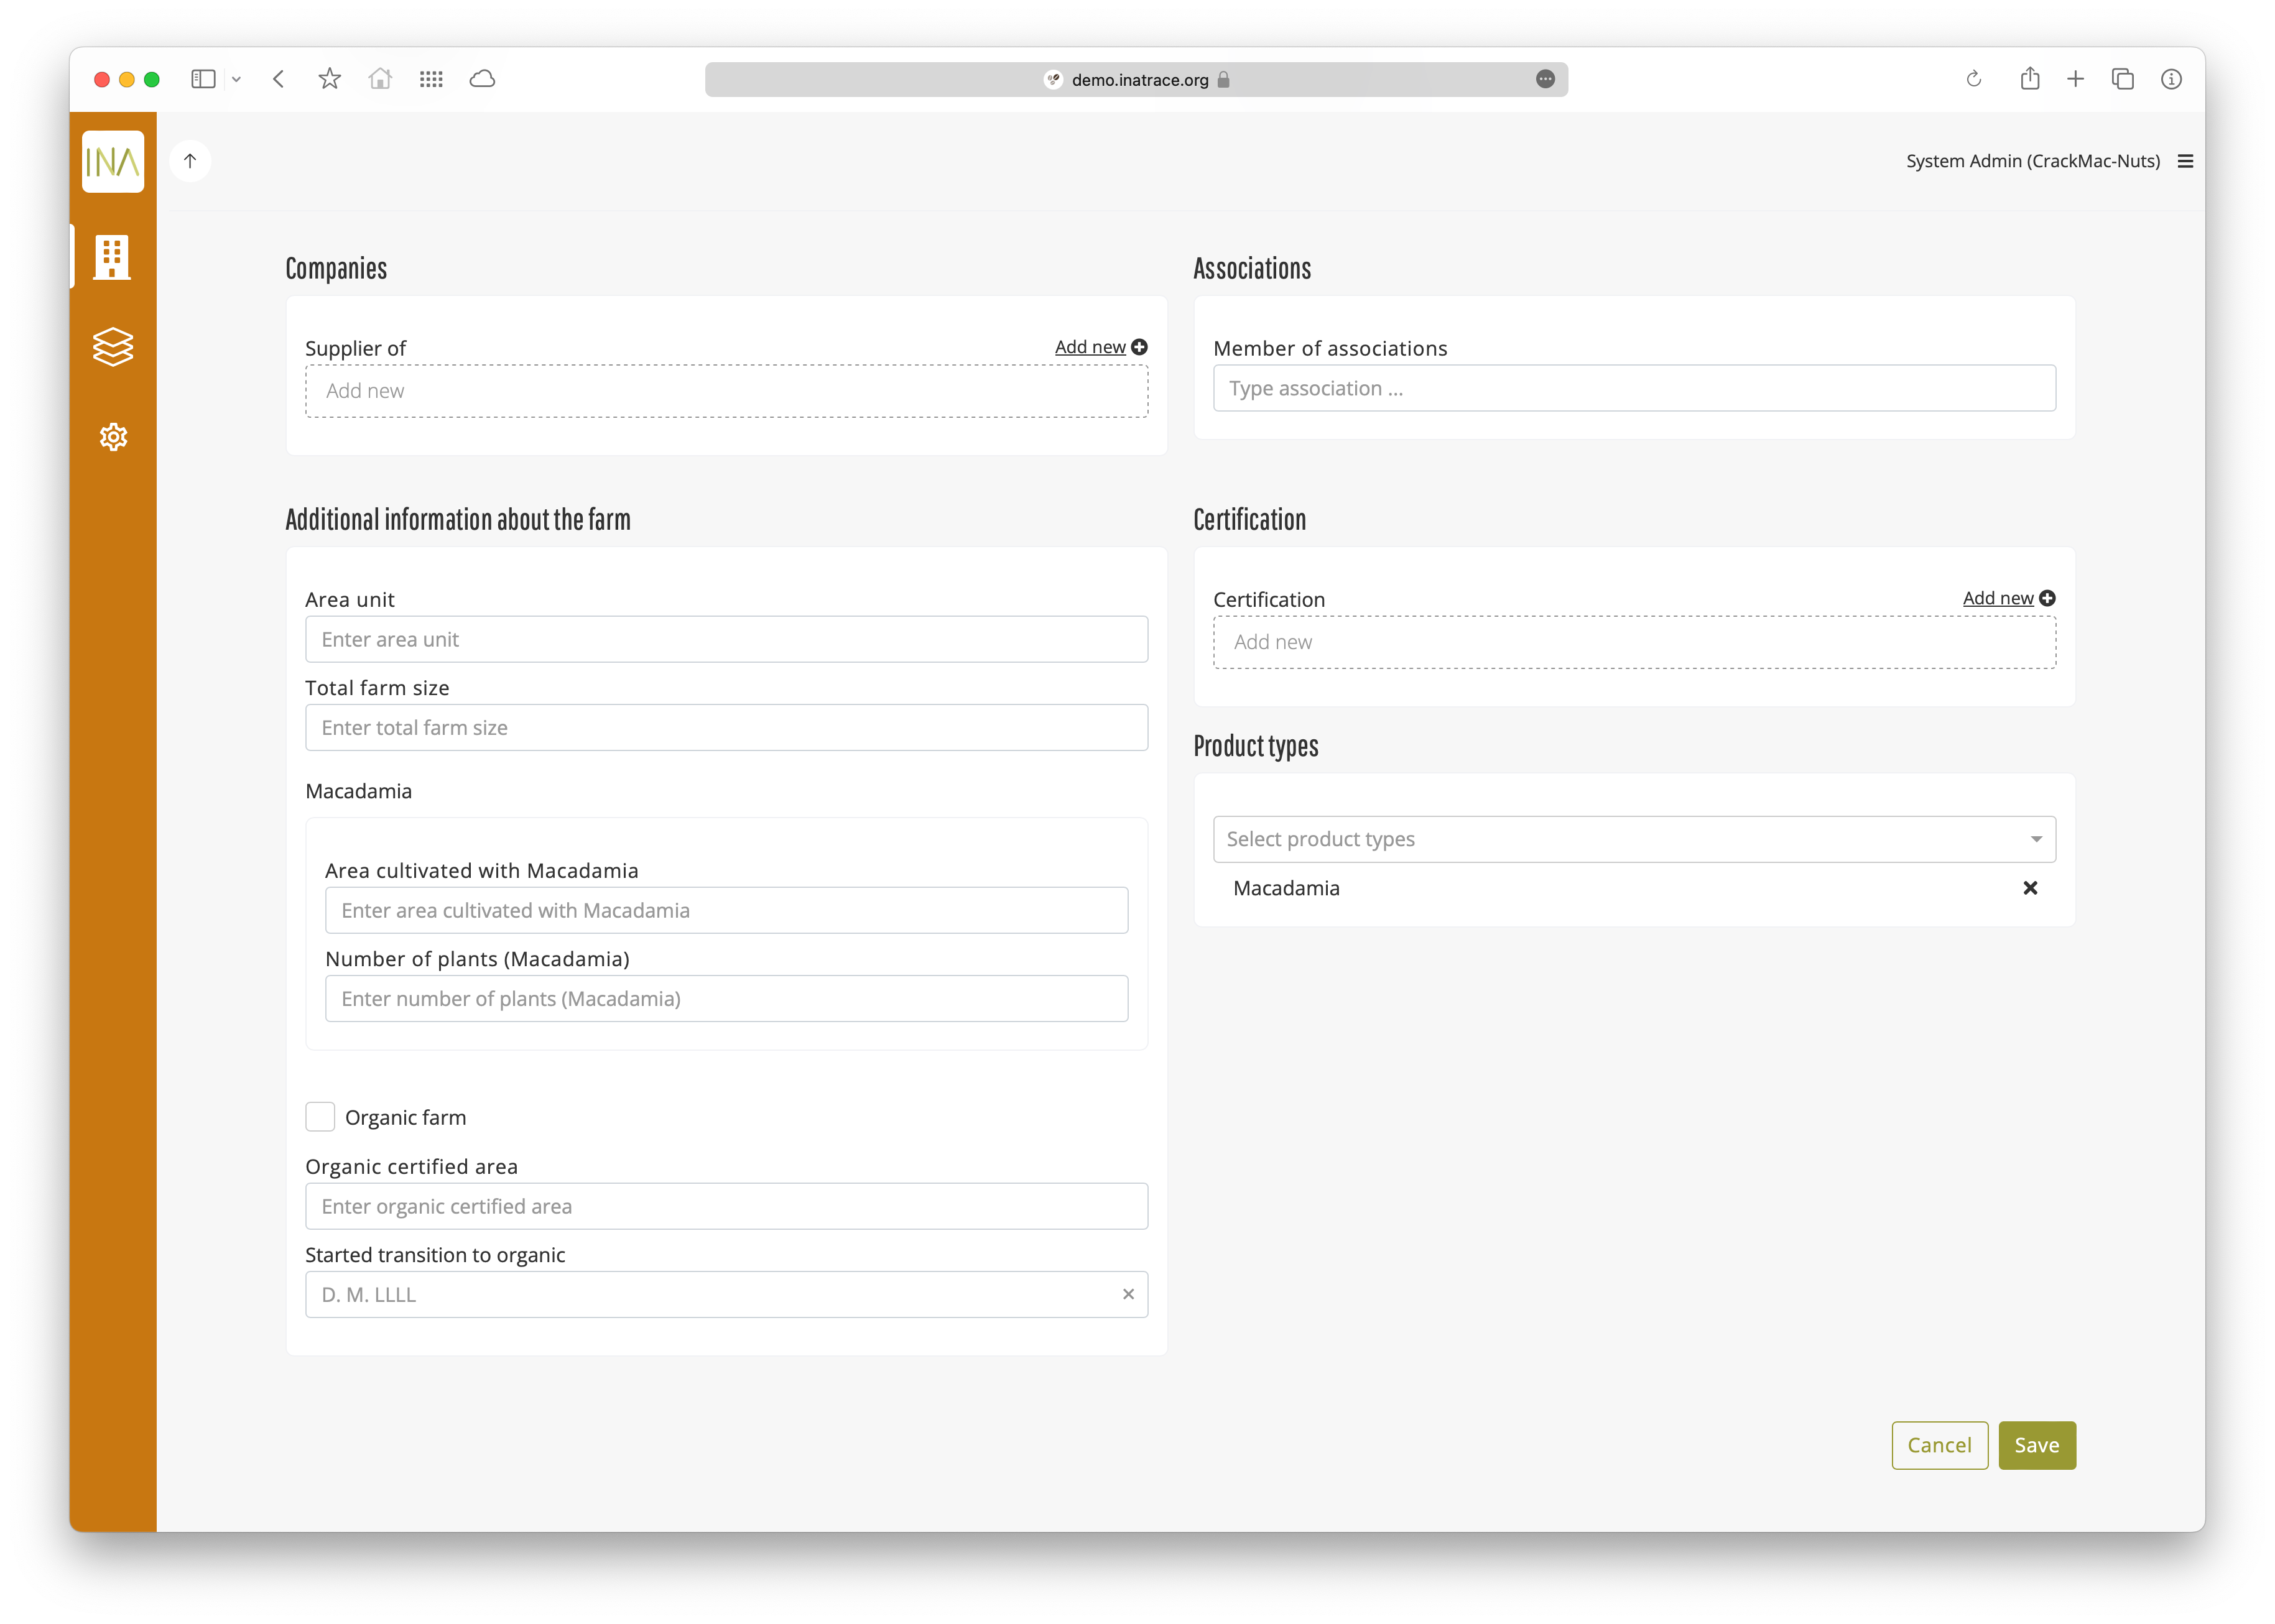 demo.inatrace.org
INA
System Admin (CrackMac-Nuts)
Companies
Supplier of
Add new
Add new
Associations
Member of associations
Type association ...
Additional information about the farm
Area unit
Enter area unit
Total farm size
Enter total farm size
Macadamia
Area cultivated with Macadamia
Enter area cultivated with Macadamia
Number of plants (Macadamia)
Enter number of plants (Macadamia)
Organic farm
Organic certified area
Enter organic certified area
Started transition to organic
D. M. LLLL
Certification
Certification
Add new
Add new
Product types
Select product types
Macadamia
Cancel
Save